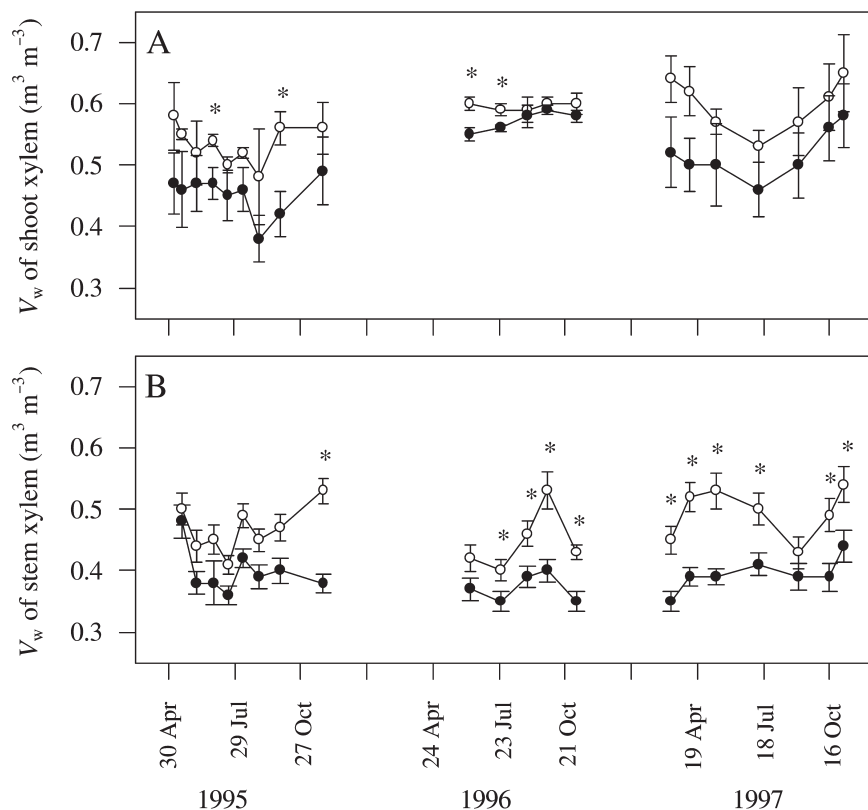 A
V_w of shoot xylem (m³ m⁻³)
0.7
0.6
0.5
0.4
0.3
* * * *
B
V_w of stem xylem (m³ m⁻³)
0.7
0.6
0.5
0.4
0.3
* * * * * * * * * * *
30 Apr 29 Jul 27 Oct 24 Apr 23 Jul 21 Oct 19 Apr 18 Jul 16 Oct
1995 1996 1997